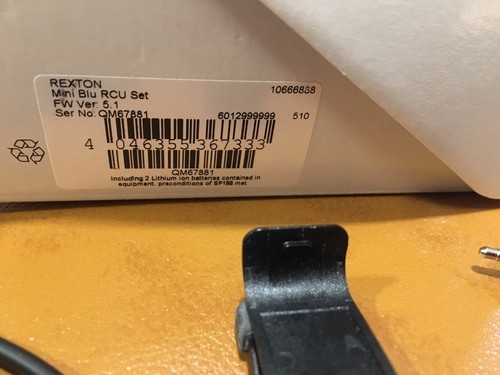 REXTON
Mini Blu RCU Set 10666888
FW Ver: 5.1
Ser No: QM67881 6012999999 510
4 046355 367333
QM67881
Including 2 Lithium ion batteries contained in
equipment. preconditions of SP188 met.